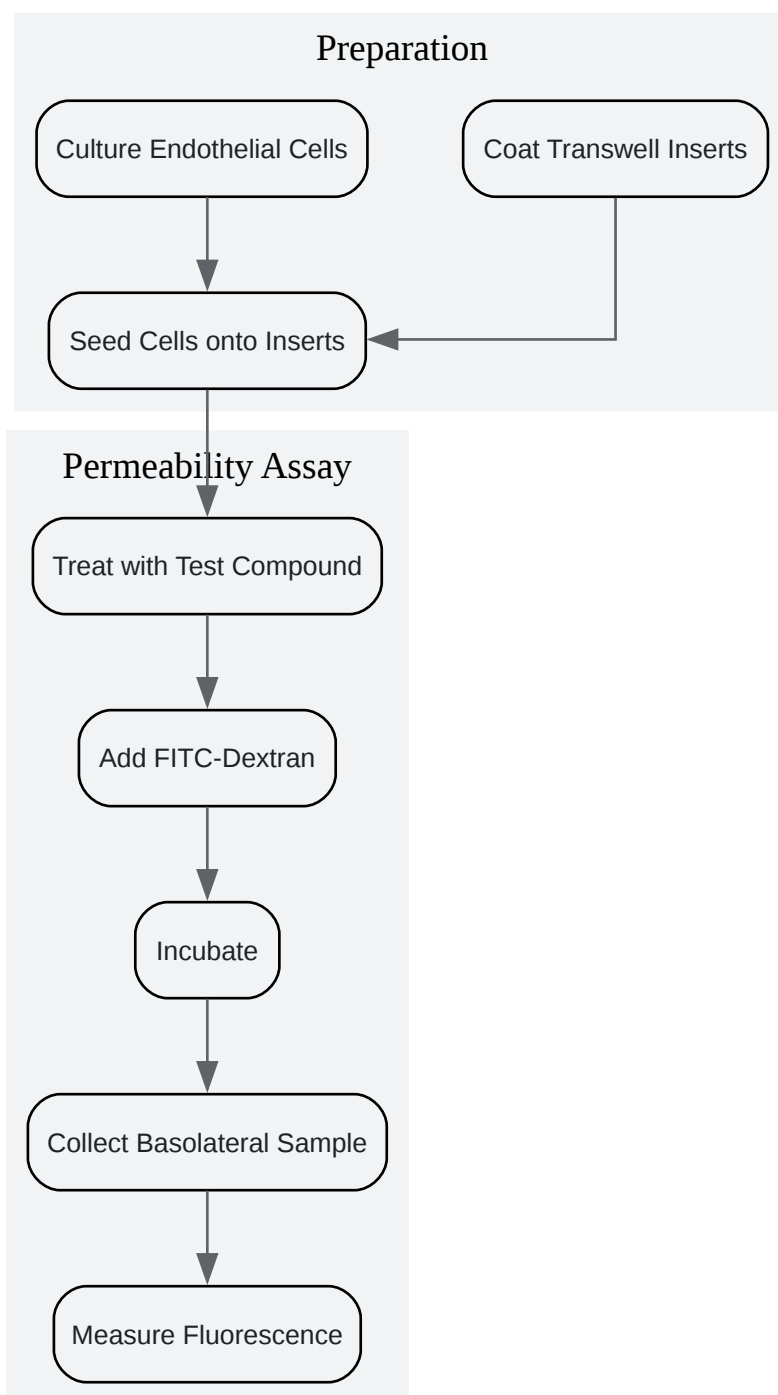 Preparation
Culture Endothelial Cells
Coat Transwell Inserts
Seed Cells onto Inserts
Permeability Assay
Treat with Test Compound
Add FITC-Dextran
Incubate
Collect Basolateral Sample
Measure Fluorescence